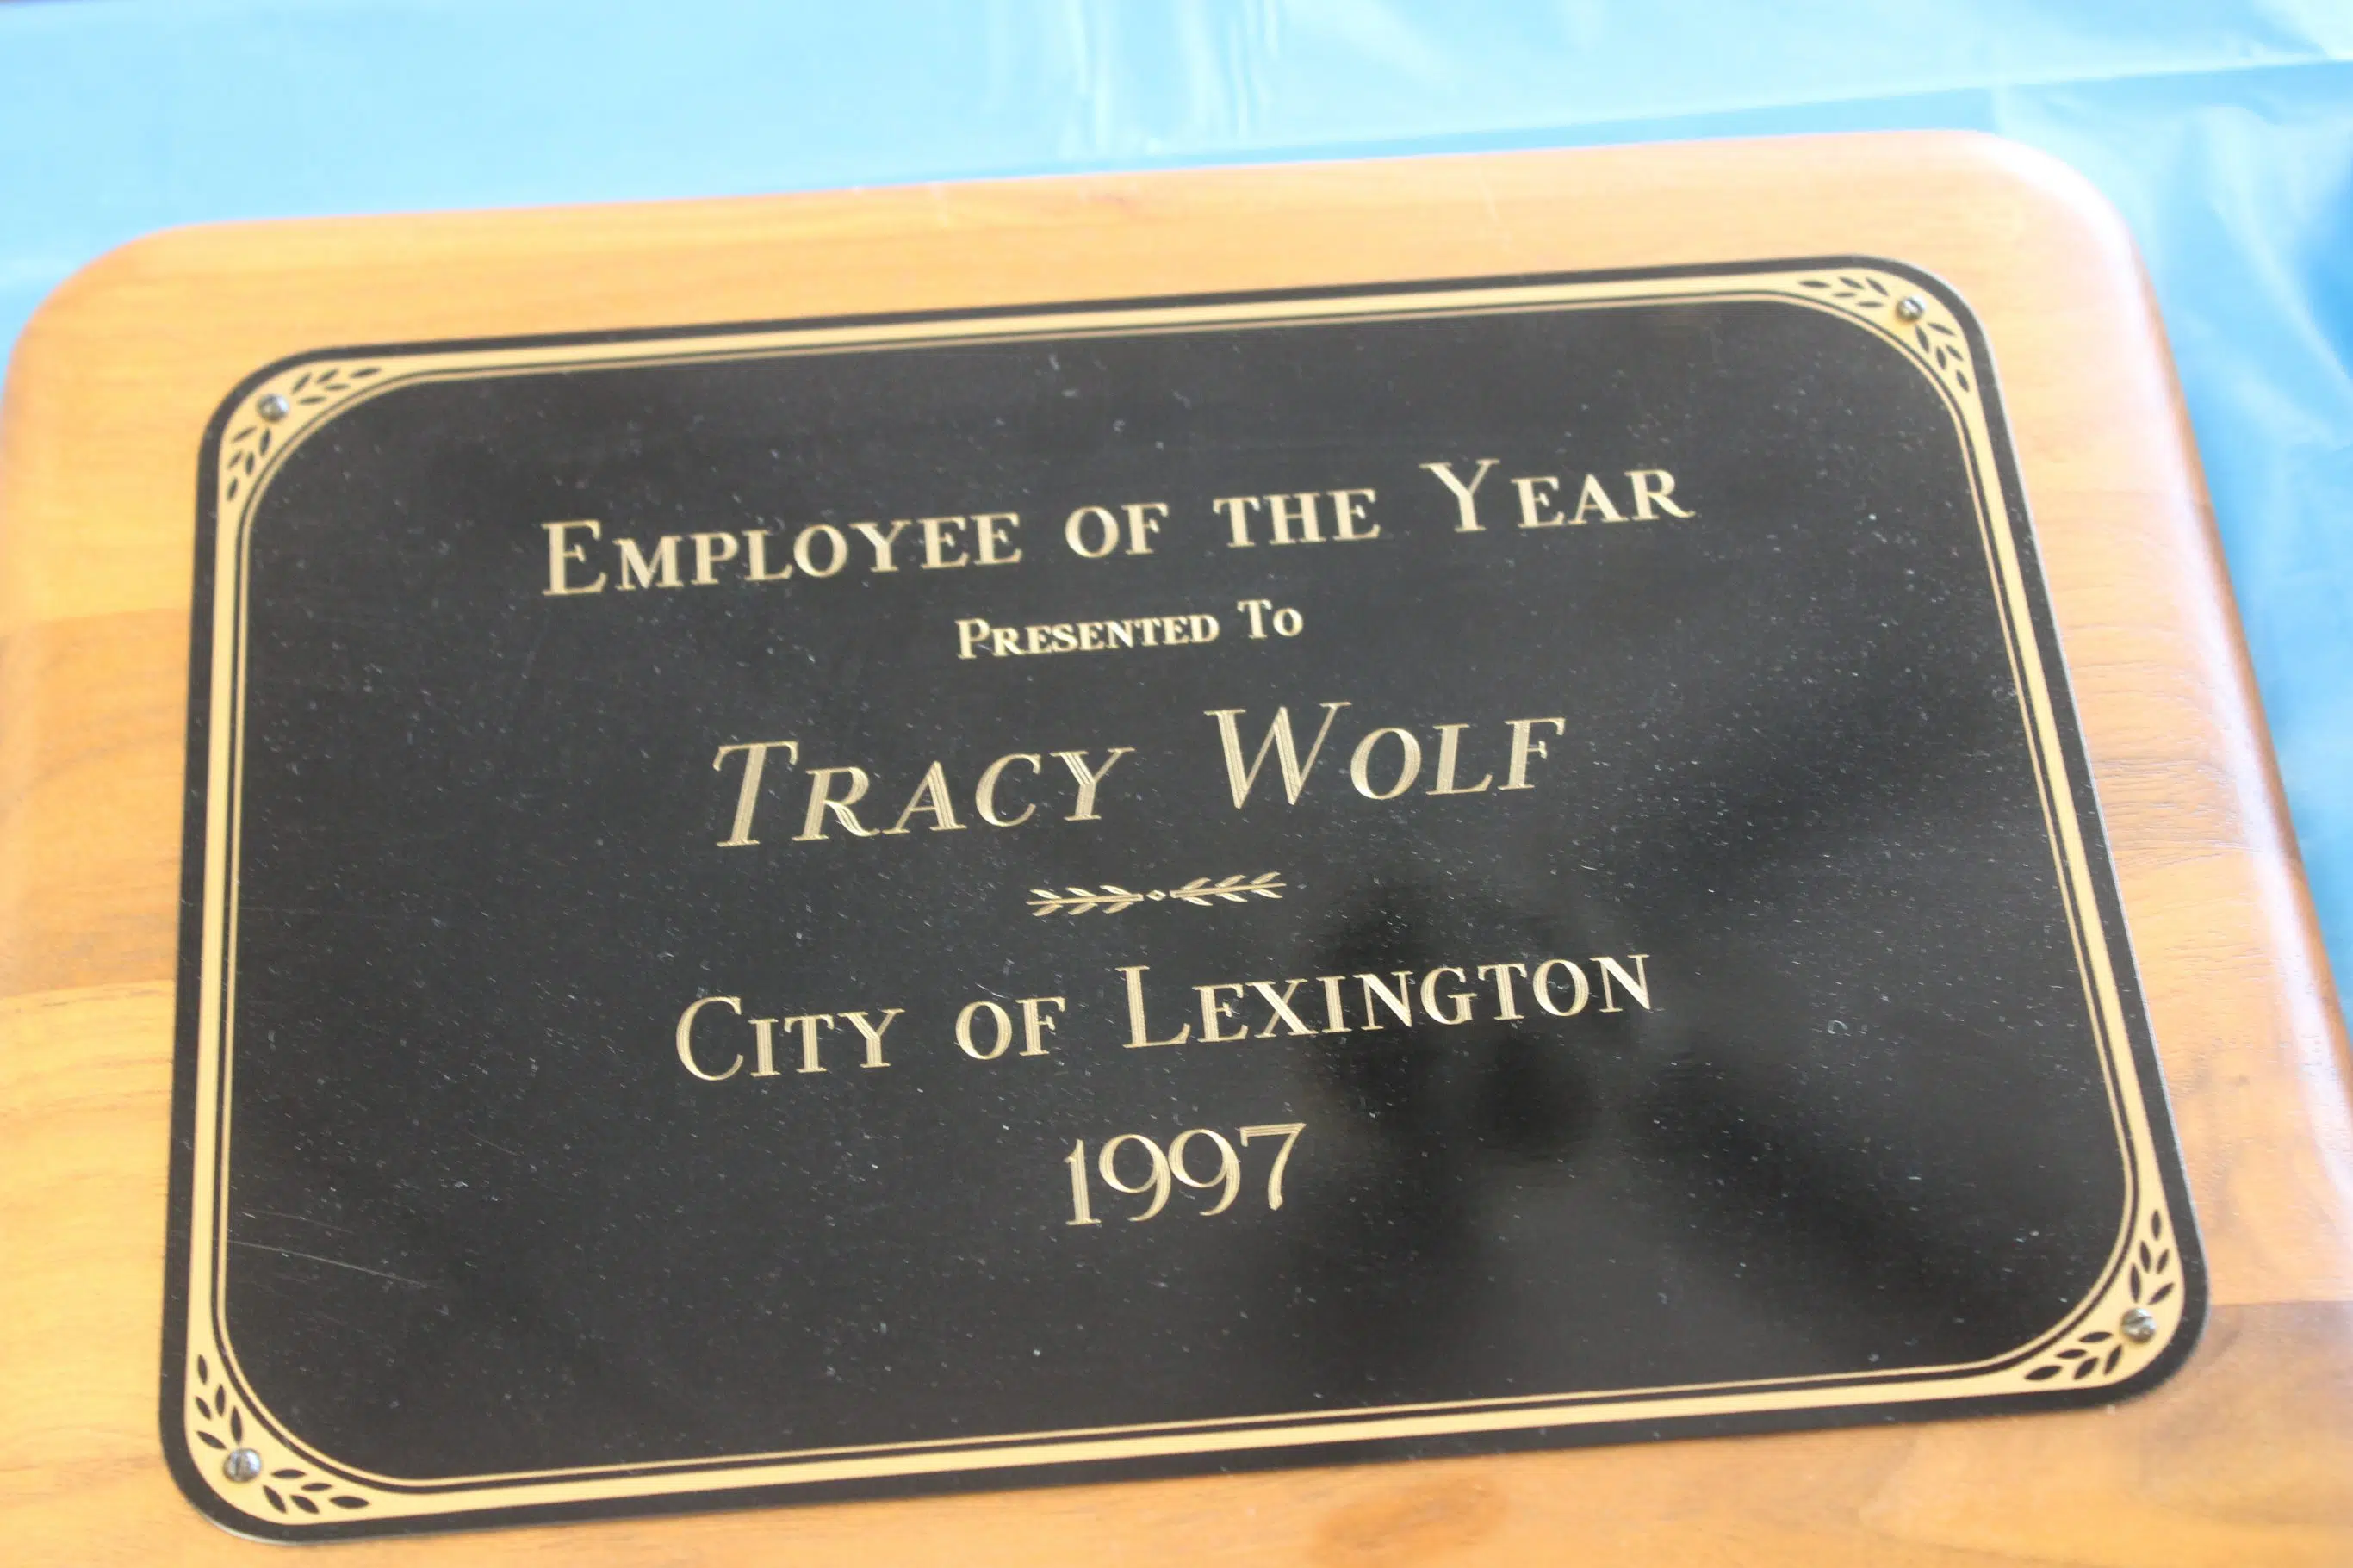 Employee of the Year
Presented To
Tracy Wolf
City of Lexington
1997